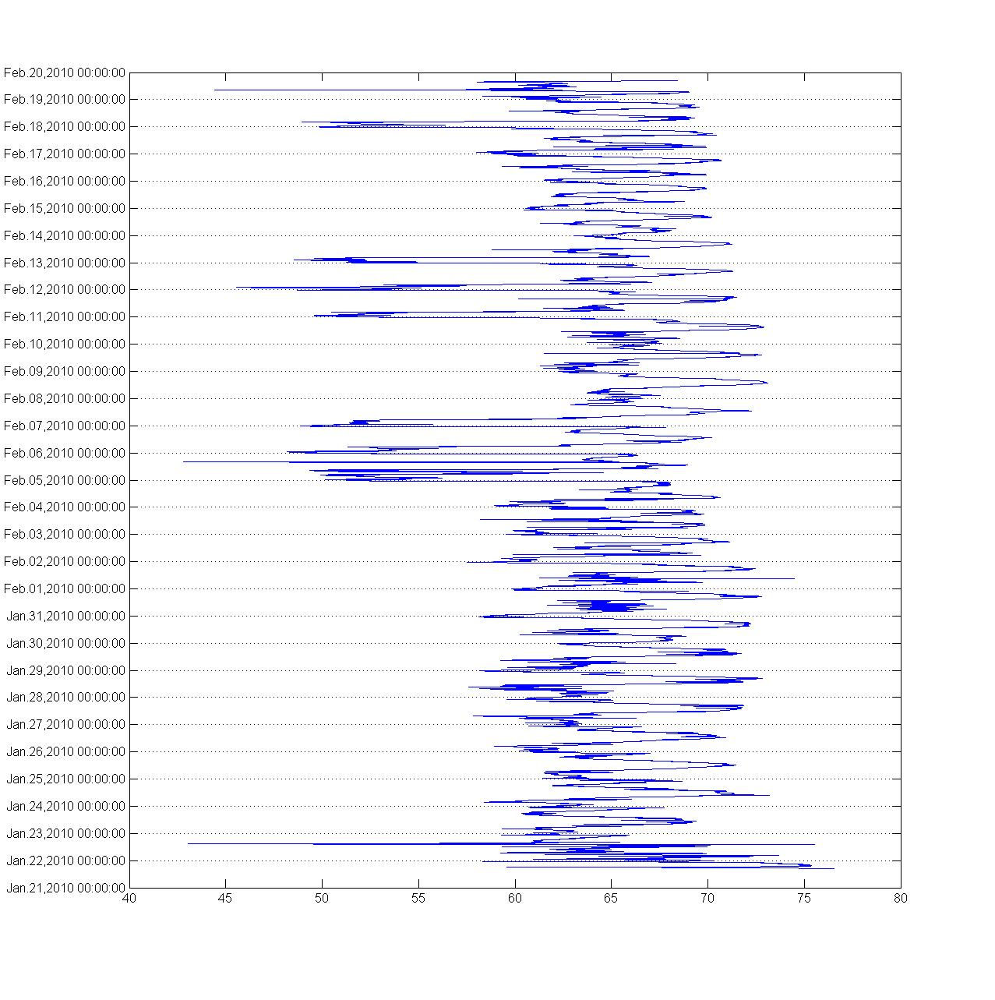 Feb.20,2010 00:00:00
Feb.19,2010 00:00:00
Feb.18,2010 00:00:00
Feb.17,2010 00:00:00
Feb.16,2010 00:00:00
Feb.15,2010 00:00:00
Feb.14,2010 00:00:00
Feb.13,2010 00:00:00
Feb.12,2010 00:00:00
Feb.11,2010 00:00:00
Feb.10,2010 00:00:00
Feb.09,2010 00:00:00
Feb.08,2010 00:00:00
Feb.07,2010 00:00:00
Feb.06,2010 00:00:00
Feb.05,2010 00:00:00
Feb.04,2010 00:00:00
Feb.03,2010 00:00:00
Feb.02,2010 00:00:00
Feb.01,2010 00:00:00
Jan.31,2010 00:00:00
Jan.30,2010 00:00:00
Jan.29,2010 00:00:00
Jan.28,2010 00:00:00
Jan.27,2010 00:00:00
Jan.26,2010 00:00:00
Jan.25,2010 00:00:00
Jan.24,2010 00:00:00
Jan.23,2010 00:00:00
Jan.22,2010 00:00:00
Jan.21,2010 00:00:00
40 45 50 55 60 65 70 75 80